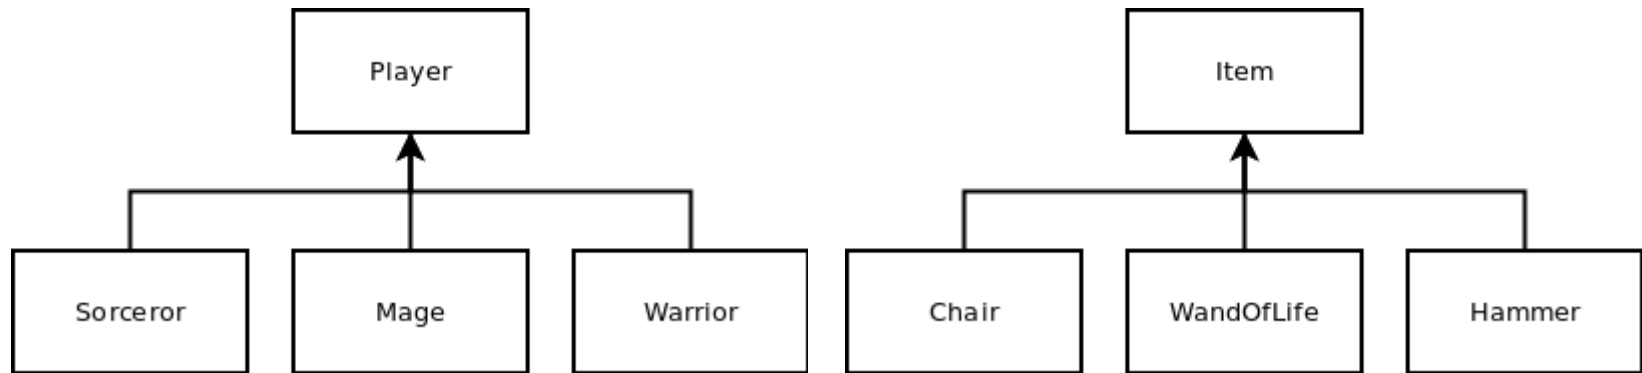 Player
Item
Sorceror
Mage
Warrior
Chair
WandOfLife
Hammer